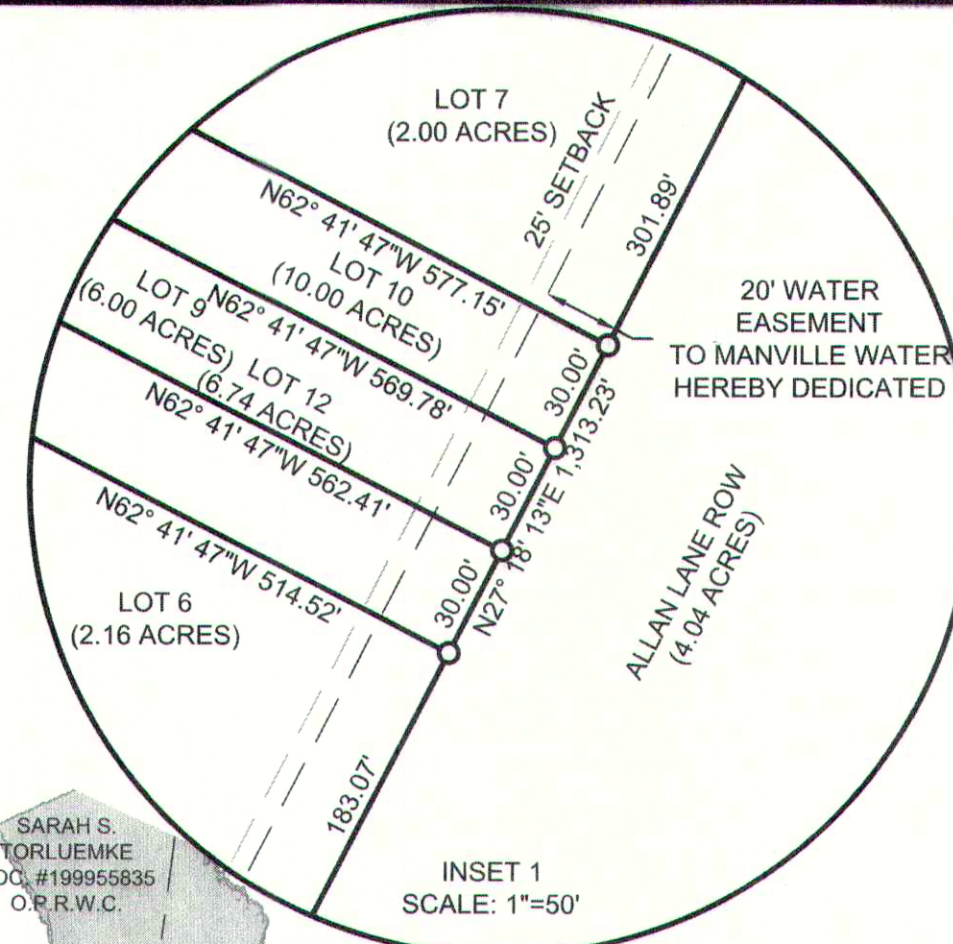 LOT 7
(2.00 ACRES)
25' SETBACK
301.89'
N62° 41' 47"W 577.15'
LOT 10
(10.00 ACRES)
20' WATER
EASEMENT
TO MANVILLE WATER
HEREBY DEDICATED
N62° 41' 47"W 569.78'
LOT 9
(6.00 ACRES)
30.00'
LOT 12
(6.74 ACRES)
N62° 41' 47"W 562.41'
30.00'
N27° 18' 13"E 1,313.23'
N62° 41' 47"W 514.52'
30.00'
ALLAN LANE ROW
(4.04 ACRES)
LOT 6
(2.16 ACRES)
183.07'
SARAH S.
TORLUEMKE
OC. #199955835
O.P.R.W.C.
INSET 1
SCALE: 1"=50'